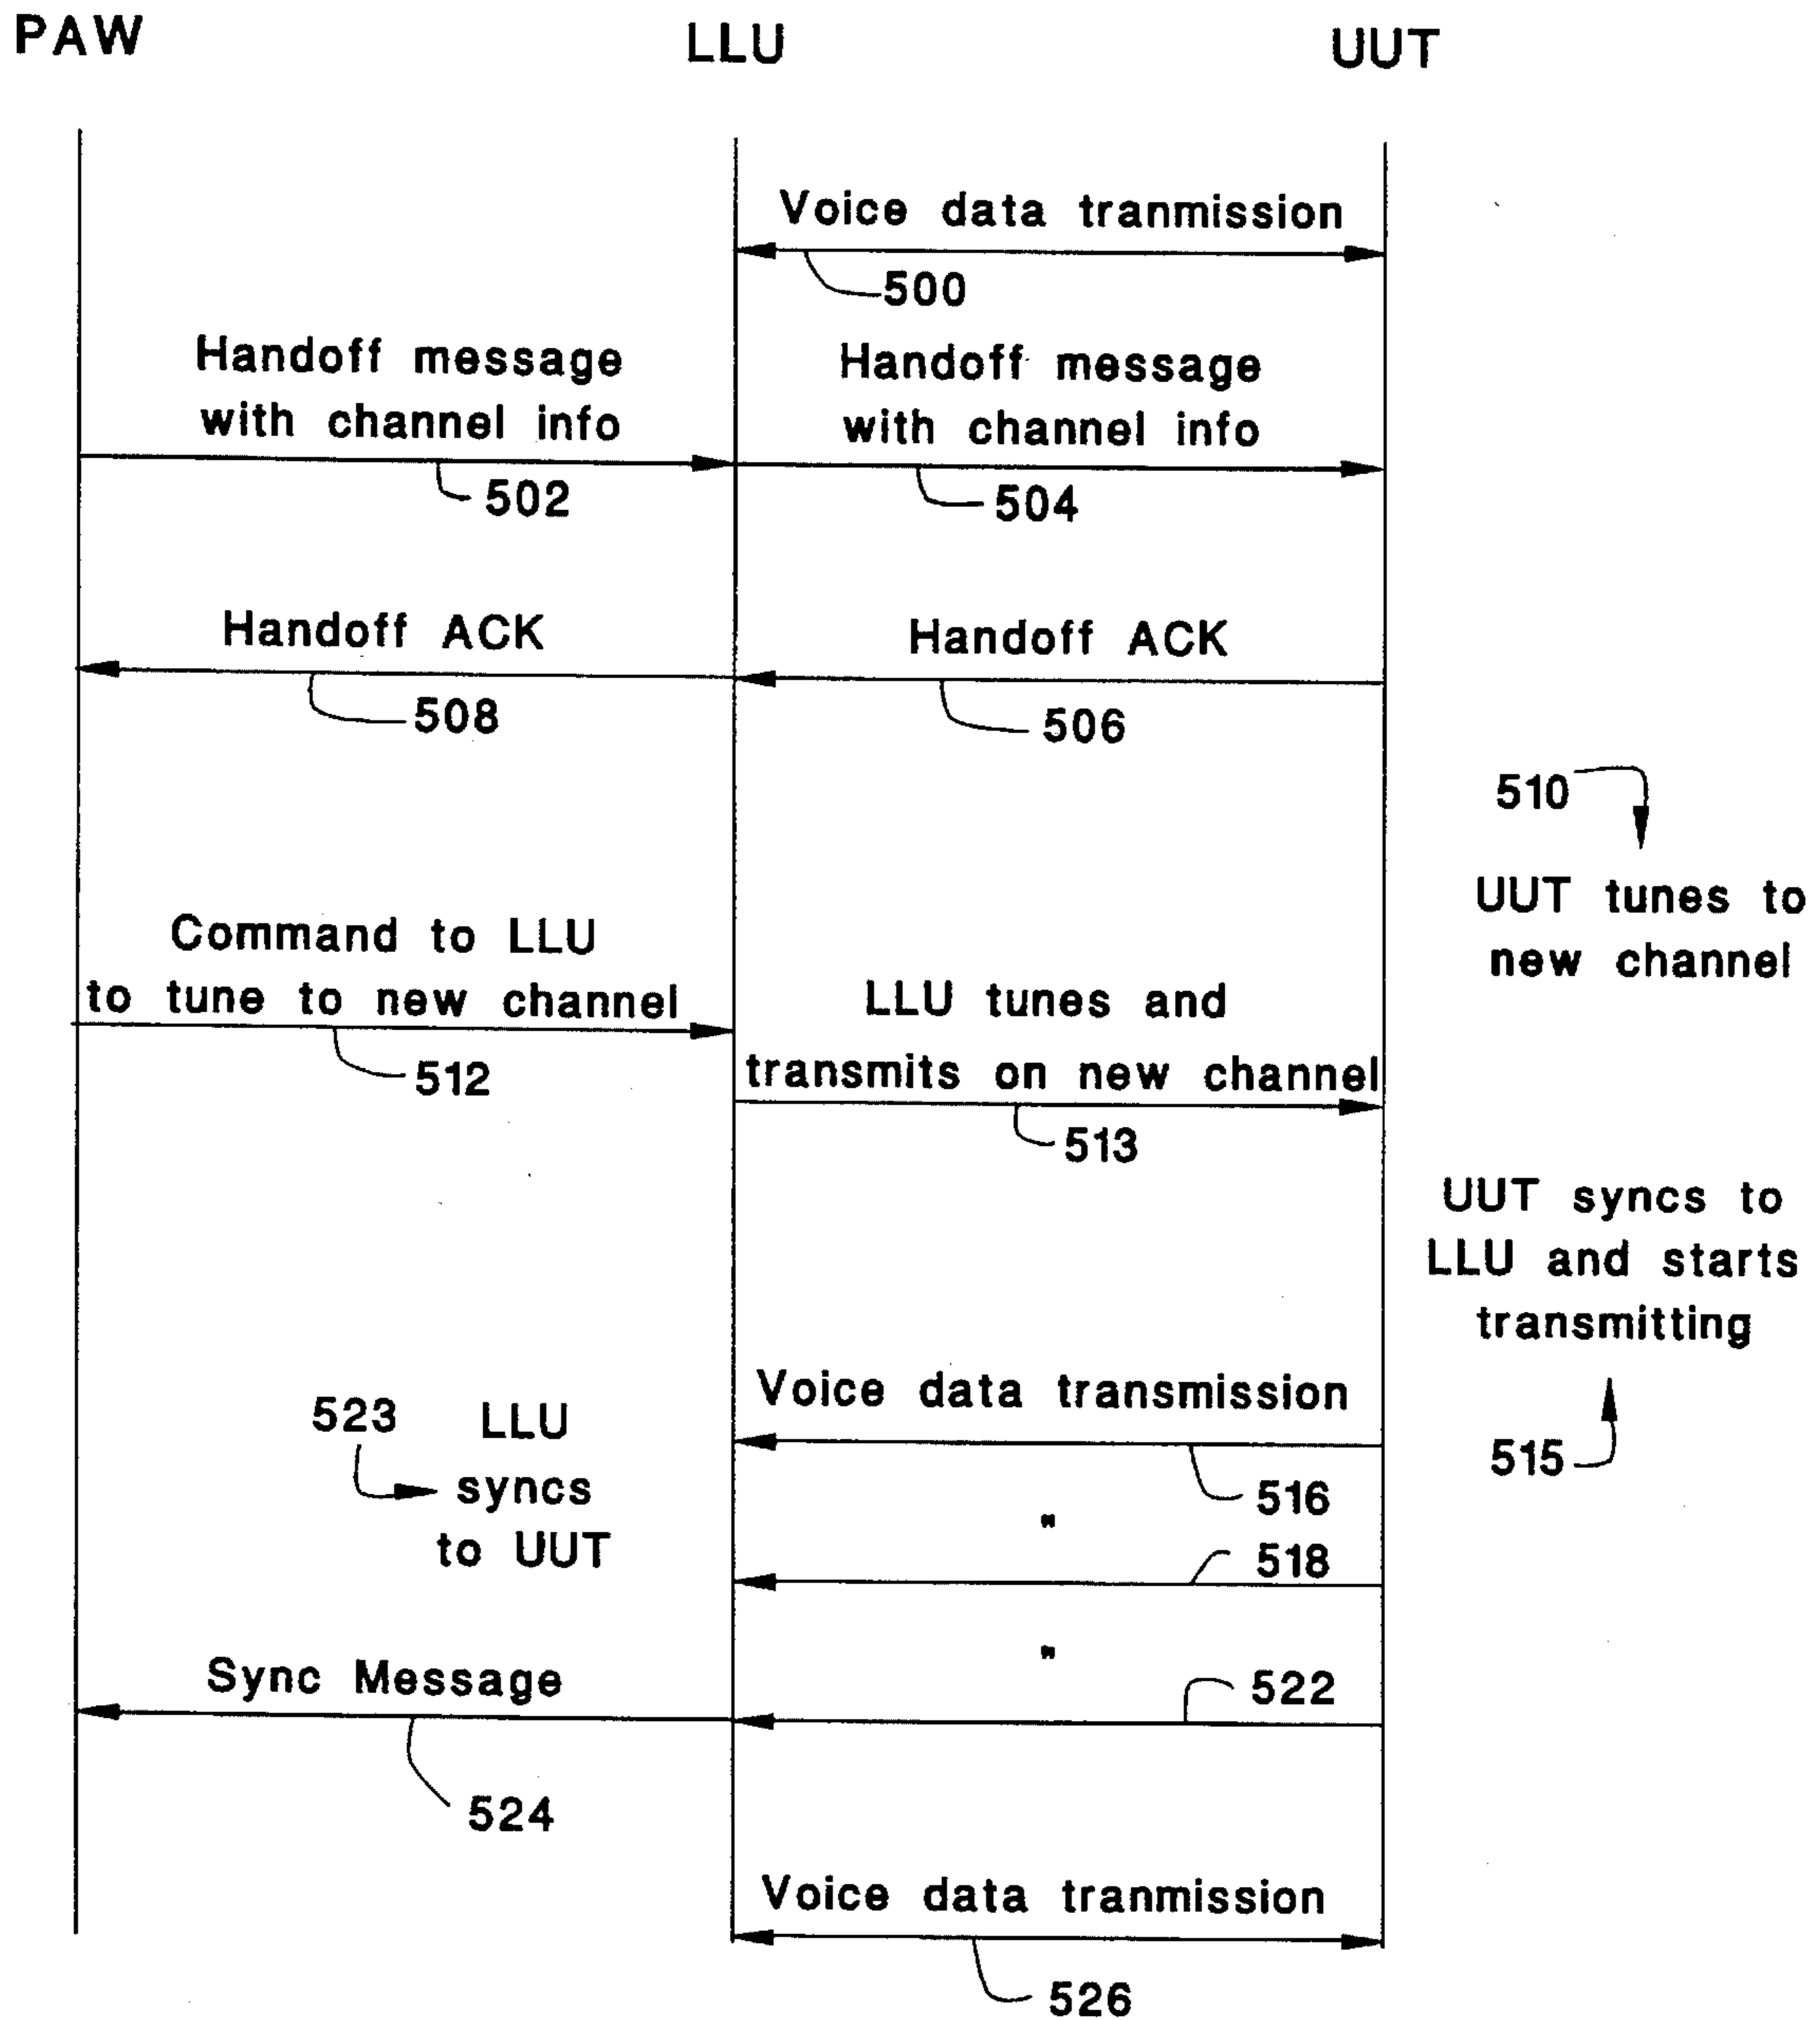 PAW LLU UUT
Voice data tranmission
500
Handoff message
with channel info
Handoff message
with channel info
502
504
Handoff ACK
Handoff ACK
508
506
510
UUT tunes to
new channel
Command to LLU
to tune to new channel
LLU tunes and
transmits on new channel
512
513
UUT syncs to
LLU and starts
transmitting
515
Voice data transmission
523
LLU
syncs
to UUT
516
"
518
"
Sync Message
522
524
Voice data tranmission
526